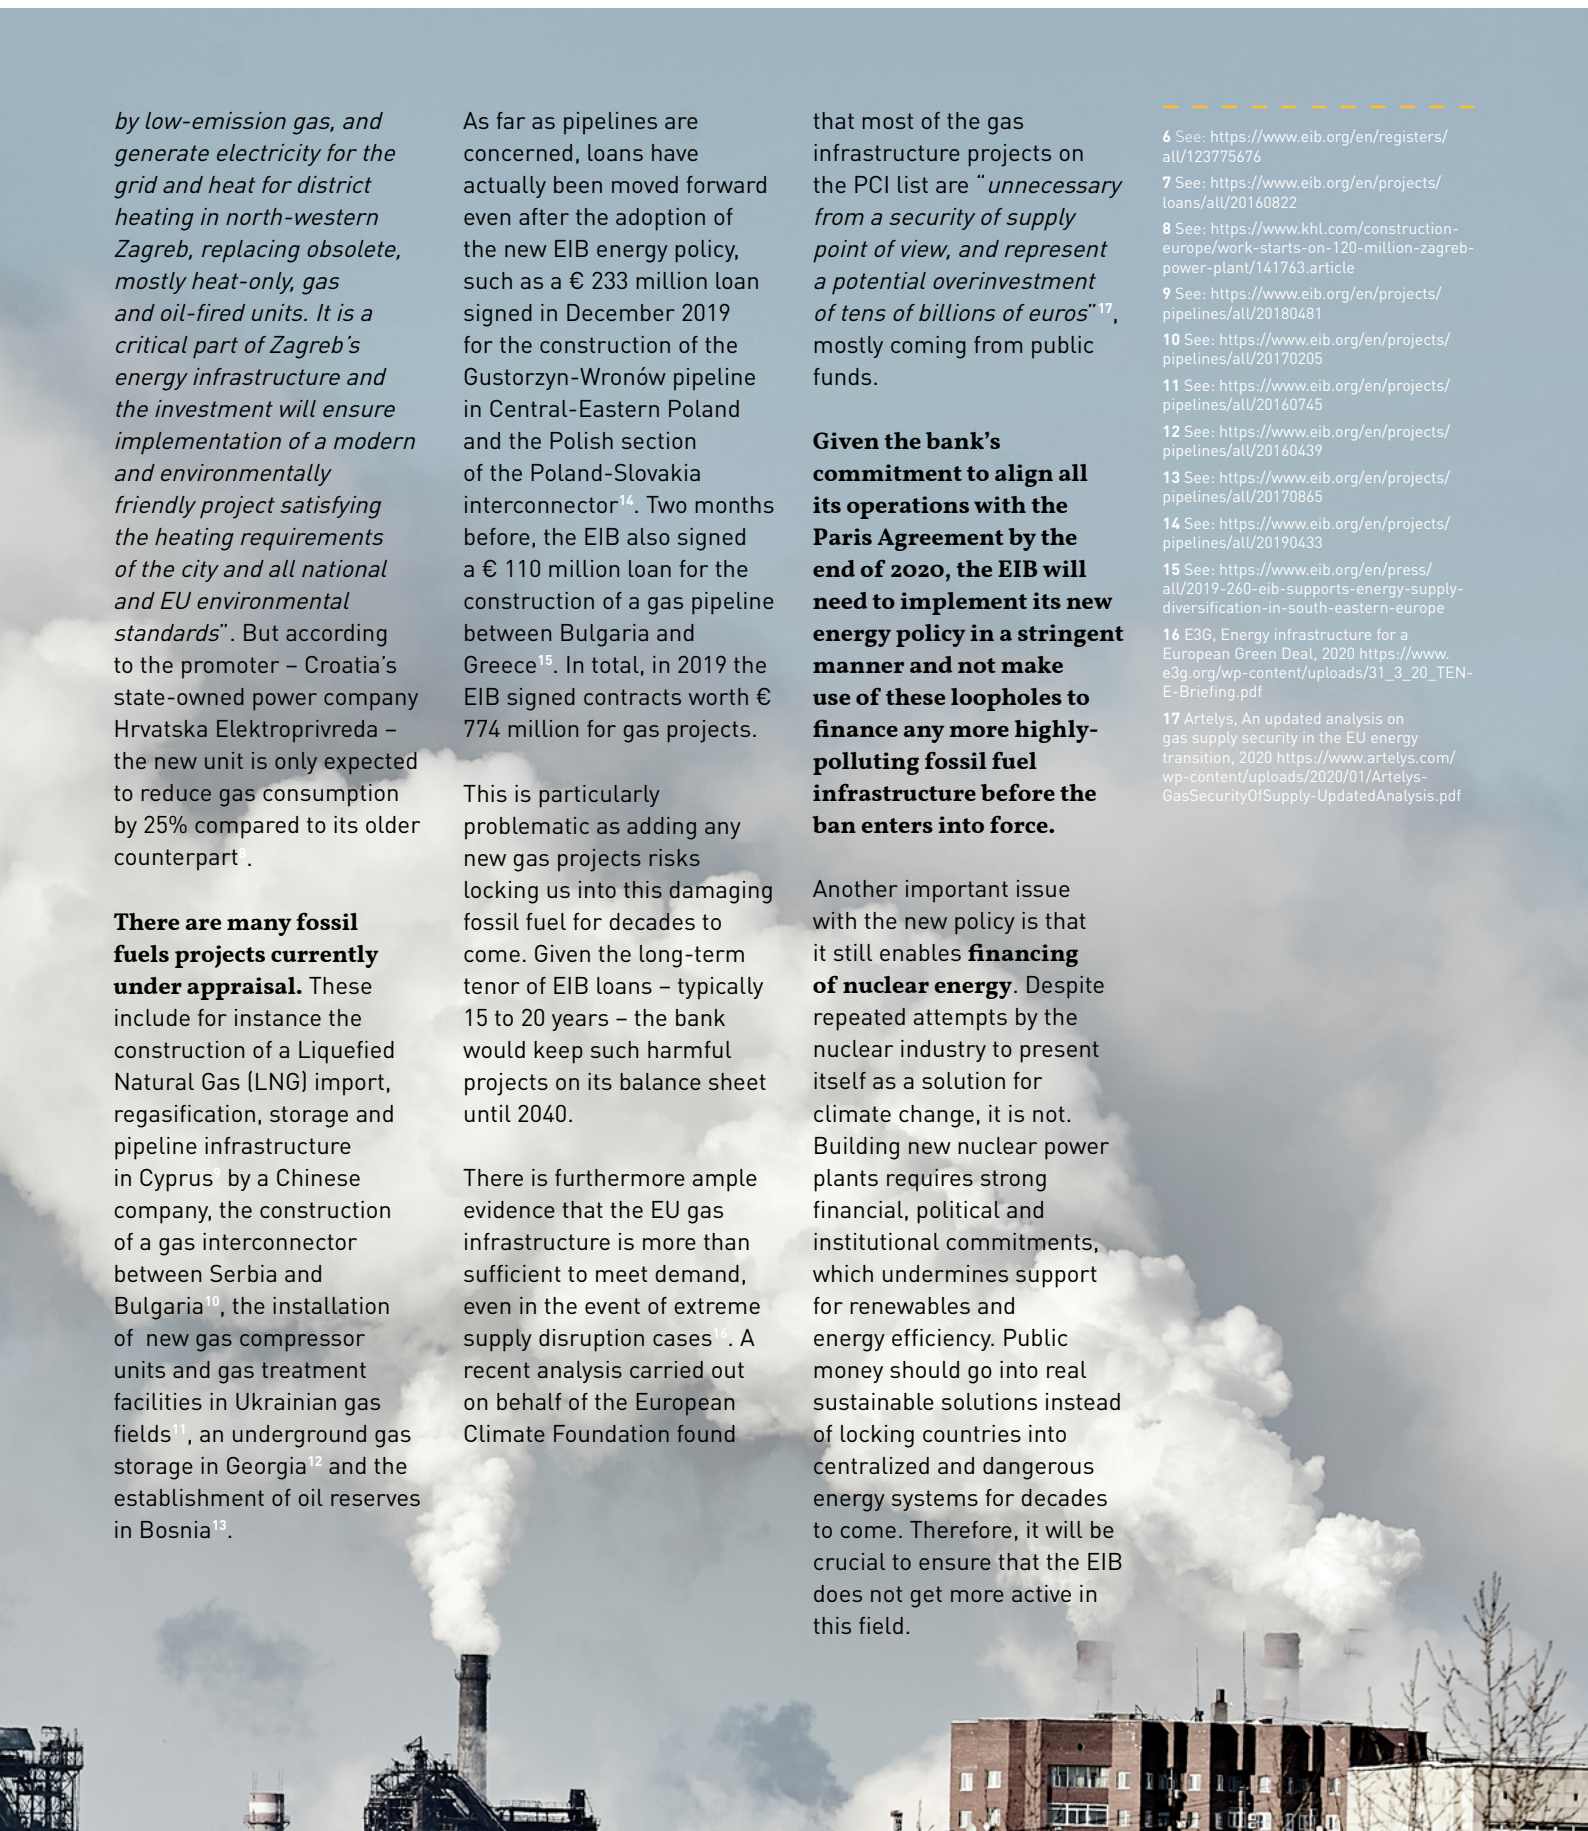 by low-emission gas, and
generate electricity for the
grid and heat for district
heating in north-western
Zagreb, replacing obsolete,
mostly heat-only, gas
and oil-fired units. It is a
critical part of Zagreb’s
energy infrastructure and
the investment will ensure
implementation of a modern
and environmentally
friendly project satisfying
the heating requirements
of the city and all national
and EU environmental
standards”. But according
to the promoter – Croatia’s
state-owned power company
Hrvatska Elektroprivreda –
the new unit is only expected
to reduce gas consumption
by 25% compared to its older
counterpart8.
There are many fossil
fuels projects currently
under appraisal. These
include for instance the
construction of a Liquefied
Natural Gas (LNG) import,
regasification, storage and
pipeline infrastructure
in Cyprus9 by a Chinese
company, the construction
of a gas interconnector
between Serbia and
Bulgaria10, the installation
of new gas compressor
units and gas treatment
facilities in Ukrainian gas
fields11, an underground gas
storage in Georgia12 and the
establishment of oil reserves
in Bosnia13.
As far as pipelines are
concerned, loans have
actually been moved forward
even after the adoption of
the new EIB energy policy,
such as a € 233 million loan
signed in December 2019
for the construction of the
Gustorzyn-Wronów pipeline
in Central-Eastern Poland
and the Polish section
of the Poland-Slovakia
interconnector14. Two months
before, the EIB also signed
a € 110 million loan for the
construction of a gas pipeline
between Bulgaria and
Greece15. In total, in 2019 the
EIB signed contracts worth €
774 million for gas projects.
This is particularly
problematic as adding any
new gas projects risks
locking us into this damaging
fossil fuel for decades to
come. Given the long-term
tenor of EIB loans – typically
15 to 20 years – the bank
would keep such harmful
projects on its balance sheet
until 2040.
There is furthermore ample
evidence that the EU gas
infrastructure is more than
sufficient to meet demand,
even in the event of extreme
supply disruption cases16. A
recent analysis carried out
on behalf of the European
Climate Foundation found
that most of the gas
infrastructure projects on
the PCI list are “unnecessary
from a security of supply
point of view, and represent
a potential overinvestment
of tens of billions of euros”17,
mostly coming from public
funds.
Given the bank’s
commitment to align all
its operations with the
Paris Agreement by the
end of 2020, the EIB will
need to implement its new
energy policy in a stringent
manner and not make
use of these loopholes to
finance any more highly-
polluting fossil fuel
infrastructure before the
ban enters into force.
Another important issue
with the new policy is that
it still enables financing
of nuclear energy. Despite
repeated attempts by the
nuclear industry to present
itself as a solution for
climate change, it is not.
Building new nuclear power
plants requires strong
financial, political and
institutional commitments,
which undermines support
for renewables and
energy efficiency. Public
money should go into real
sustainable solutions instead
of locking countries into
centralized and dangerous
energy systems for decades
to come. Therefore, it will be
crucial to ensure that the EIB
does not get more active in
this field.
6 See: https://www.eib.org/en/registers/
all/123775676
7 See: https://www.eib.org/en/projects/
loans/all/20160822
8 See: https://www.khl.com/construction-
europe/work-starts-on-120-million-zagreb-
power-plant/141763.article
9 See: https://www.eib.org/en/projects/
pipelines/all/20180481
10 See: https://www.eib.org/en/projects/
pipelines/all/20170205
11 See: https://www.eib.org/en/projects/
pipelines/all/20160745
12 See: https://www.eib.org/en/projects/
pipelines/all/20160439
13 See: https://www.eib.org/en/projects/
pipelines/all/20170865
14 See: https://www.eib.org/en/projects/
pipelines/all/20190433
15 See: https://www.eib.org/en/press/
all/2019-260-eib-supports-energy-supply-
diversification-in-south-eastern-europe
16 E3G, Energy infrastructure for a
European Green Deal, 2020 https://www.
e3g.org/wp-content/uploads/31_3_20_TEN-
E-Briefing.pdf
17 Artelys, An updated analysis on
gas supply security in the EU energy
transition, 2020 https://www.artelys.com/
wp-content/uploads/2020/01/Artelys-
GasSecurityOfSupply-UpdatedAnalysis.pdf